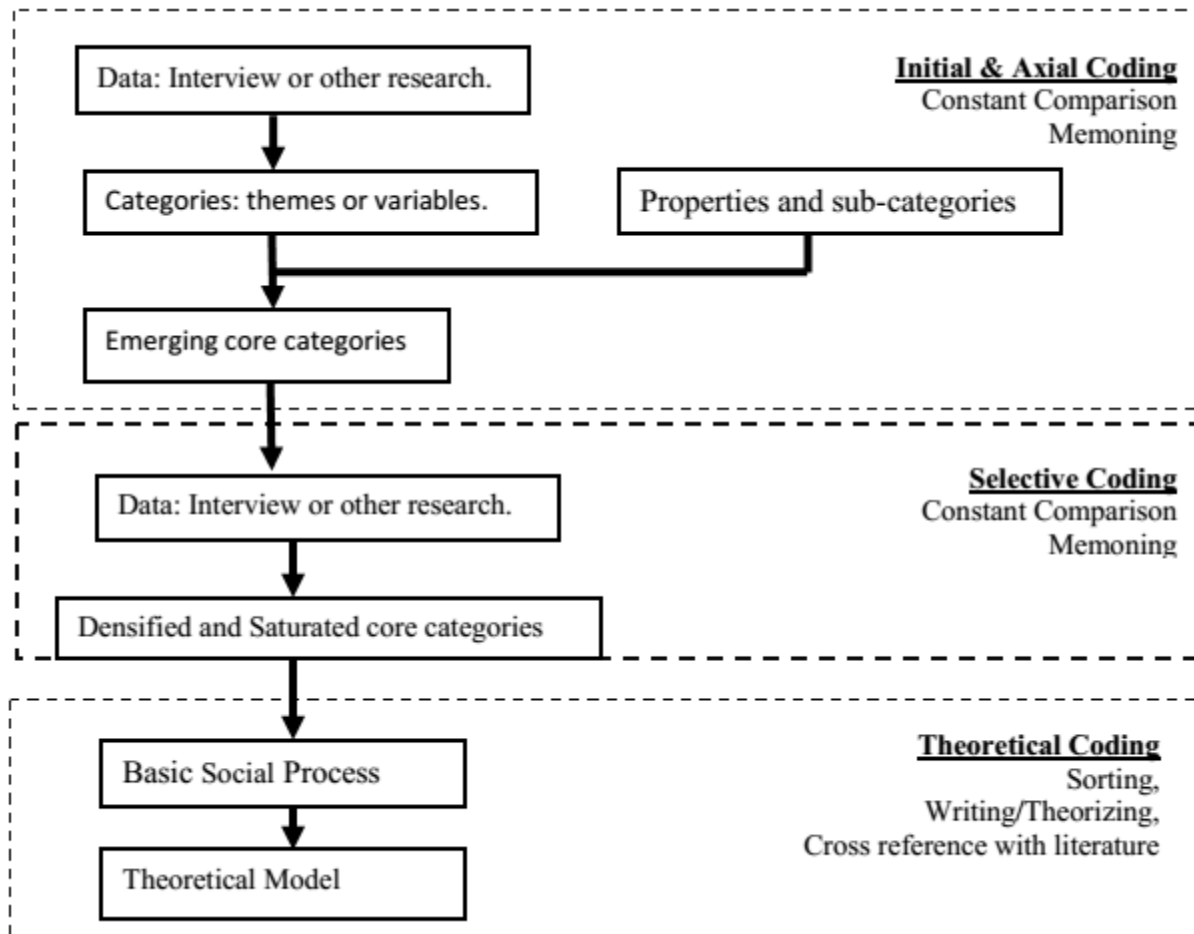 Data: Interview or other research.
Initial & Axial Coding
Constant Comparison
Memoning
Categories: themes or variables.
Properties and sub-categories
Emerging core categories
Data: Interview or other research.
Selective Coding
Constant Comparison
Memoning
Densified and Saturated core categories
Basic Social Process
Theoretical Model
Theoretical Coding
Sorting,
Writing/Theorizing,
Cross reference with literature